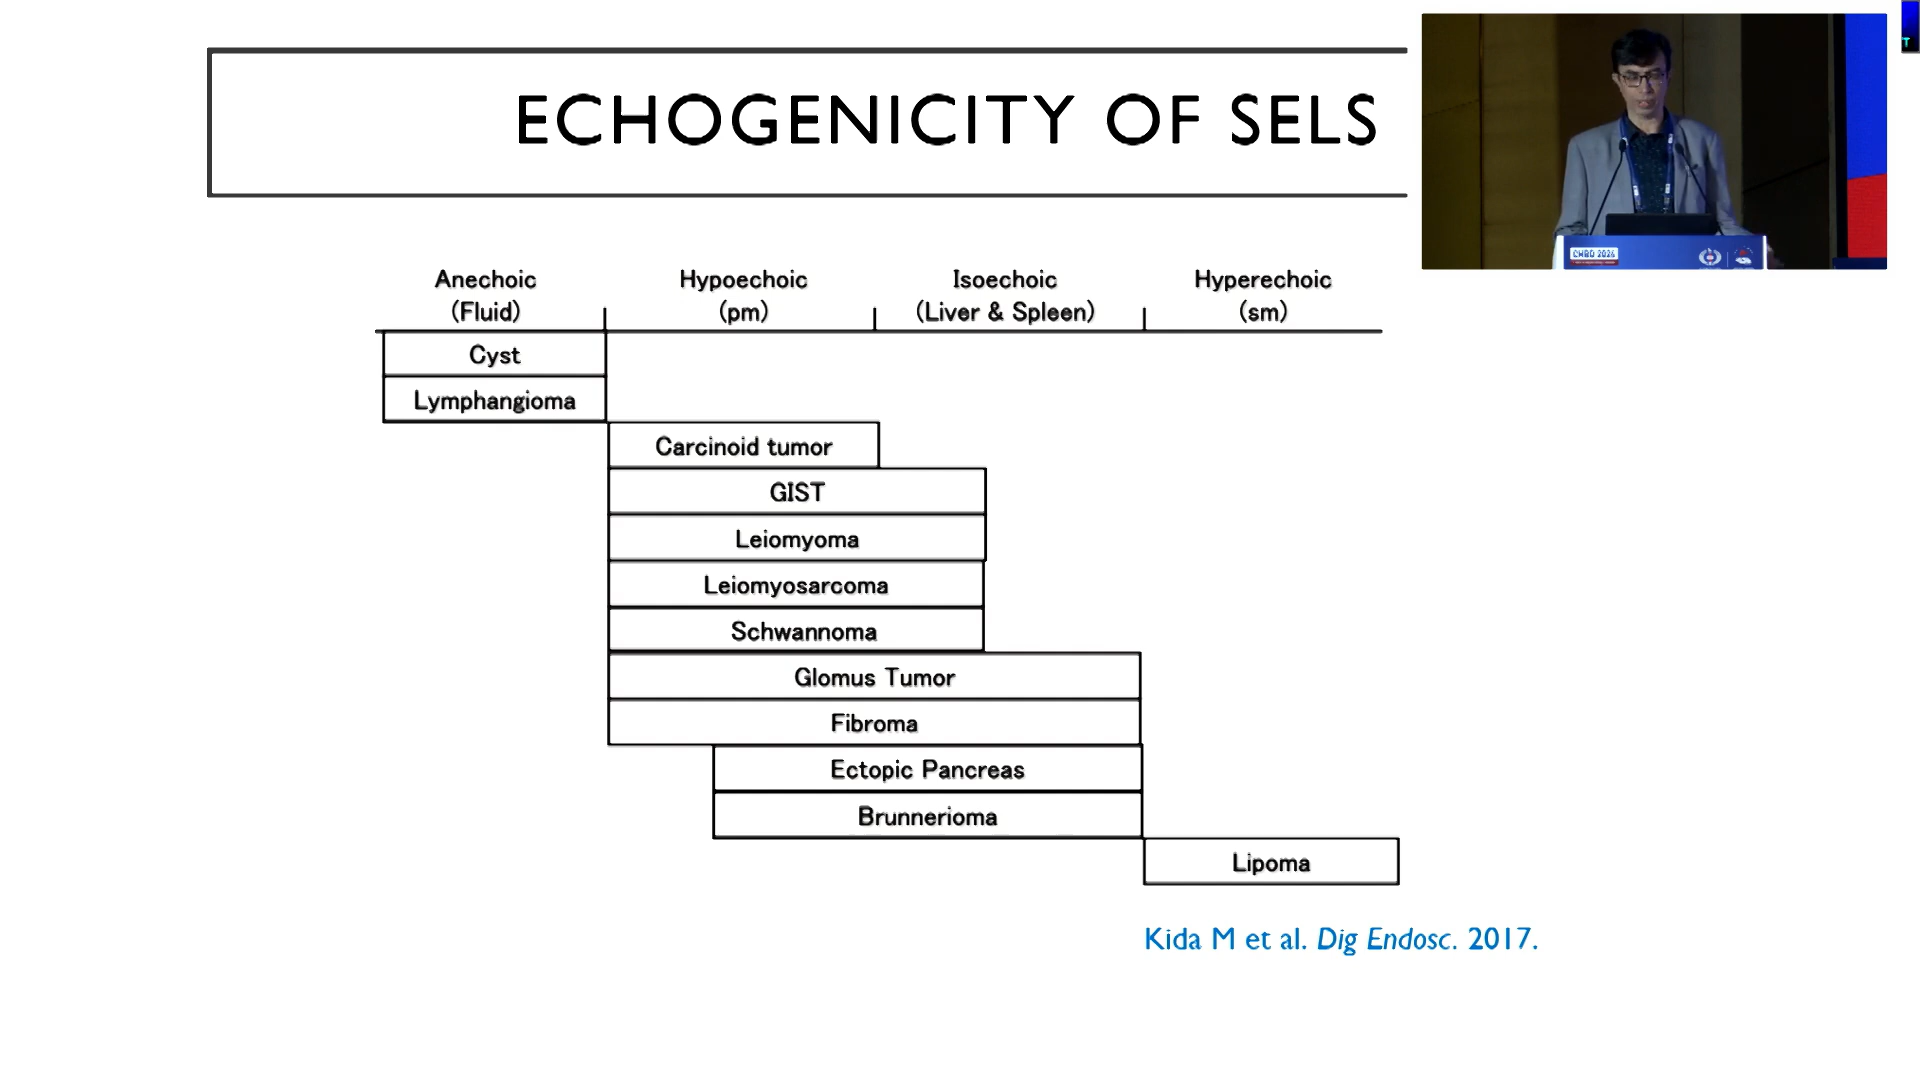 ECHOGENICITY OF SELS
Anechoic
(Fluid)
Hypoechoic
(pm)
Isoechoic
(Liver & Spleen)
Hyperechoic
(sm)
Cyst
Lymphangioma
Carcinoid tumor
GIST
Leiomyoma
Leiomyosarcoma
Schwannoma
Glomus Tumor
Fibroma
Ectopic Pancreas
Brunnerioma
Lipoma
Kida M et al. Dig Endosc. 2017.
T